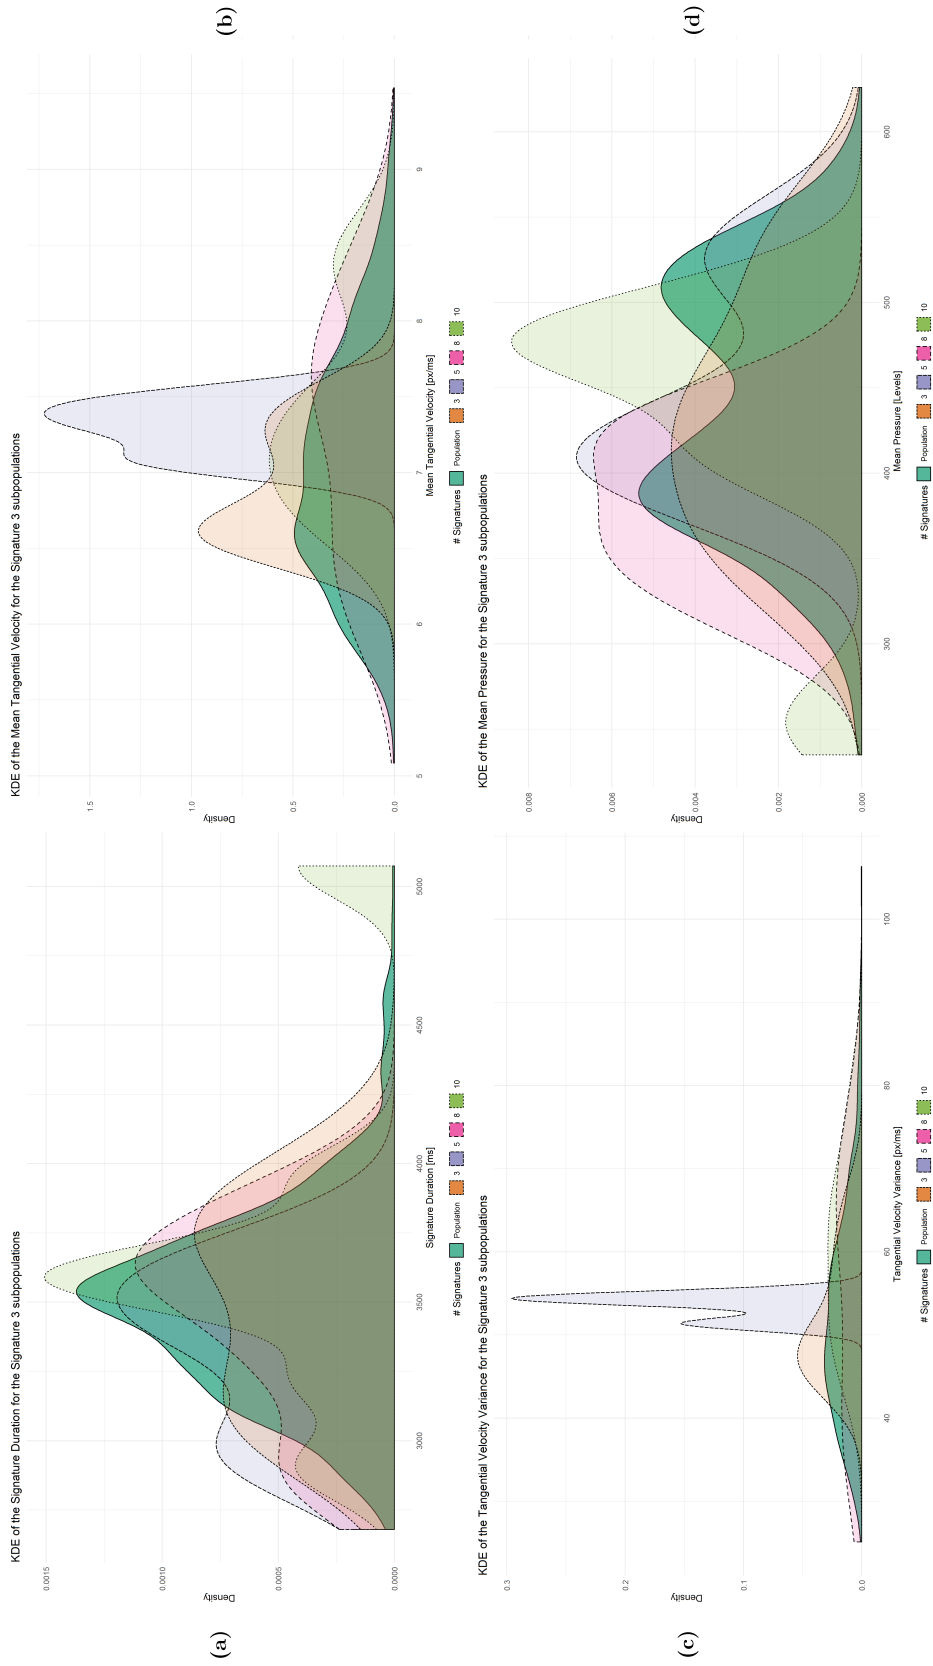 (a)
KDE of the Signature Duration for the Signature 3 subpopulations
Density
0.0000
0.0005
0.0010
0.0015
3000
3500
4000
4500
5000
Signature Duration [ms]
# Signatures Population 3 5 8 10
(b)
KDE of the Mean Tangential Velocity for the Signature 3 subpopulations
Density
0.0
0.5
1.0
1.5
5
6
7
8
9
Mean Tangential Velocity [px/ms]
# Signatures Population 3 5 8 10
(c)
KDE of the Tangential Velocity Variance for the Signature 3 subpopulations
Density
0.0
0.1
0.2
0.3
40
60
80
100
Tangential Velocity Variance [px/ms]
# Signatures Population 3 5 8 10
(d)
KDE of the Mean Pressure for the Signature 3 subpopulations
Density
0.000
0.002
0.004
0.006
0.008
300
400
500
600
Mean Pressure [Levels]
# Signatures Population 3 5 8 10